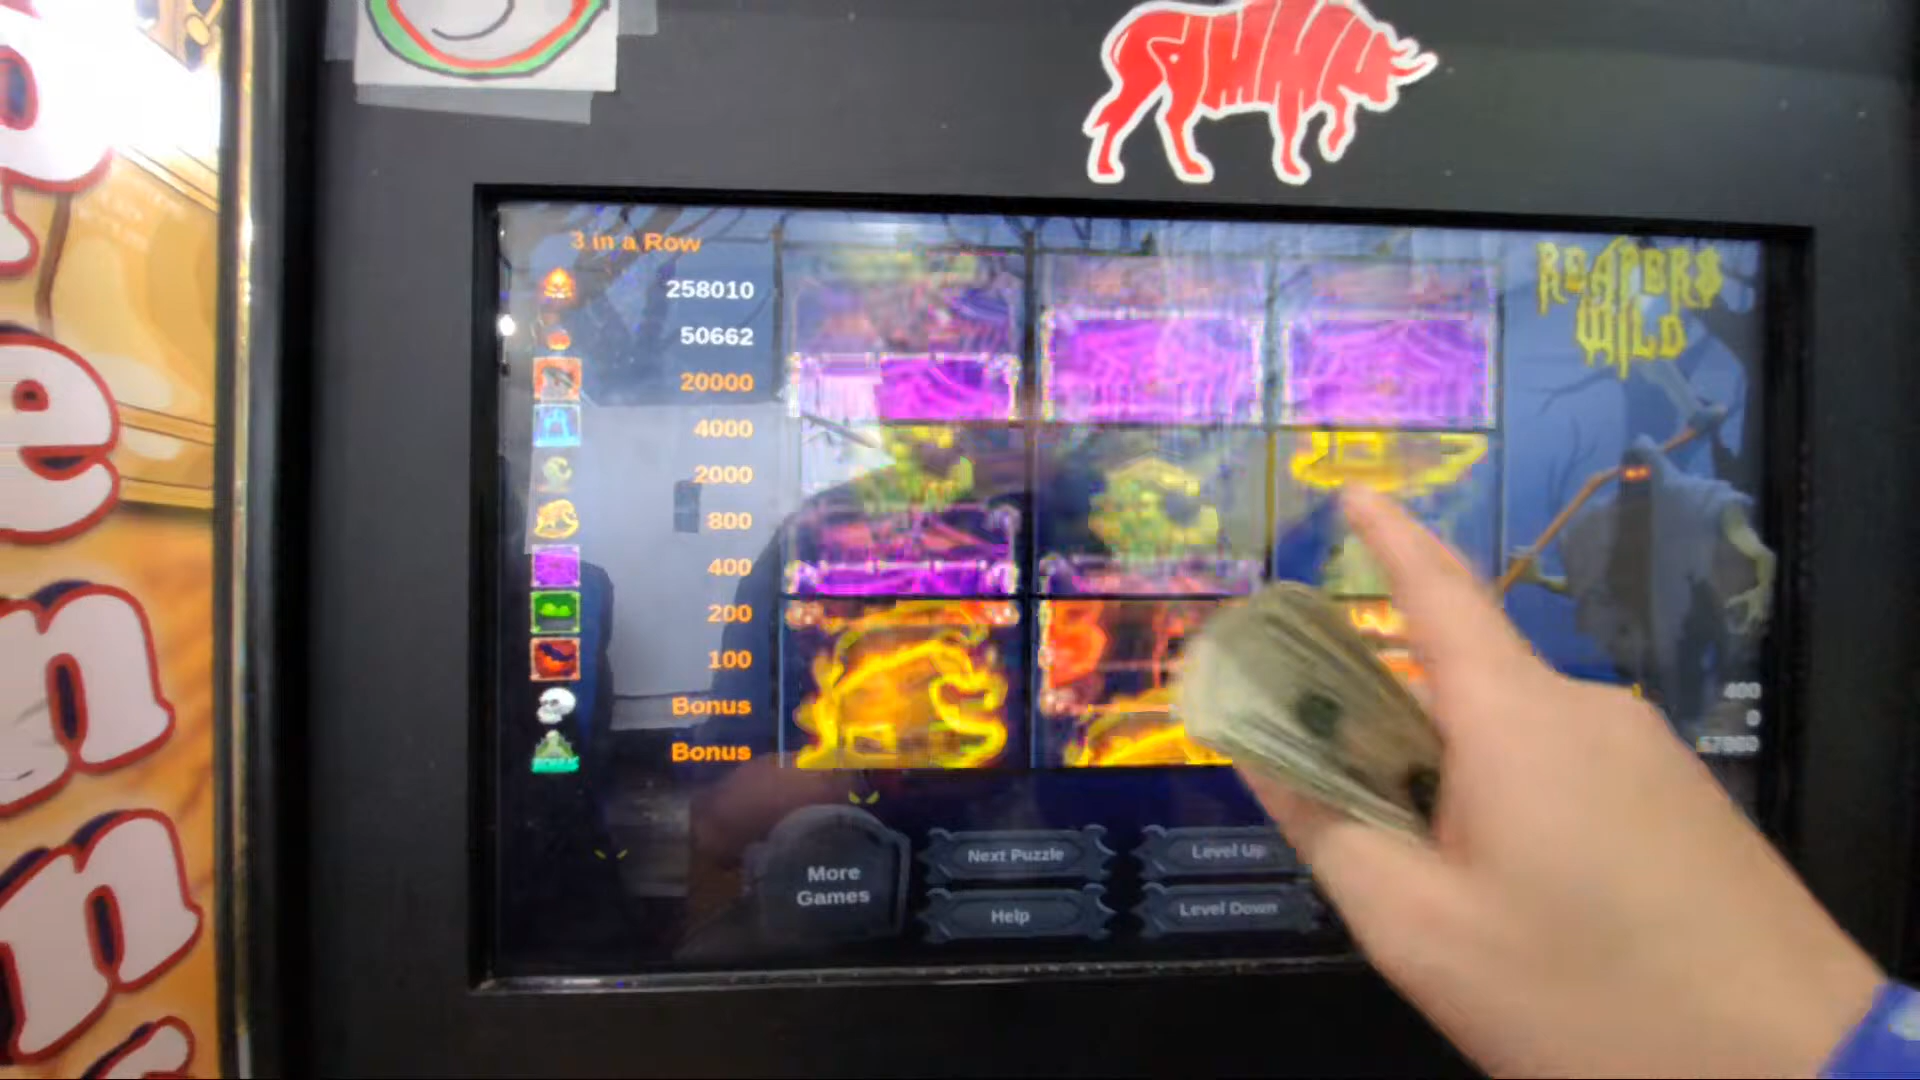 3 in a Row
258010
50662
20000
4000
2000
800
400
200
100
Bonus
Bonus
REAPERS
WILD
400
0
More
Games
Next Puzzle
Help
Level Up
Level Down